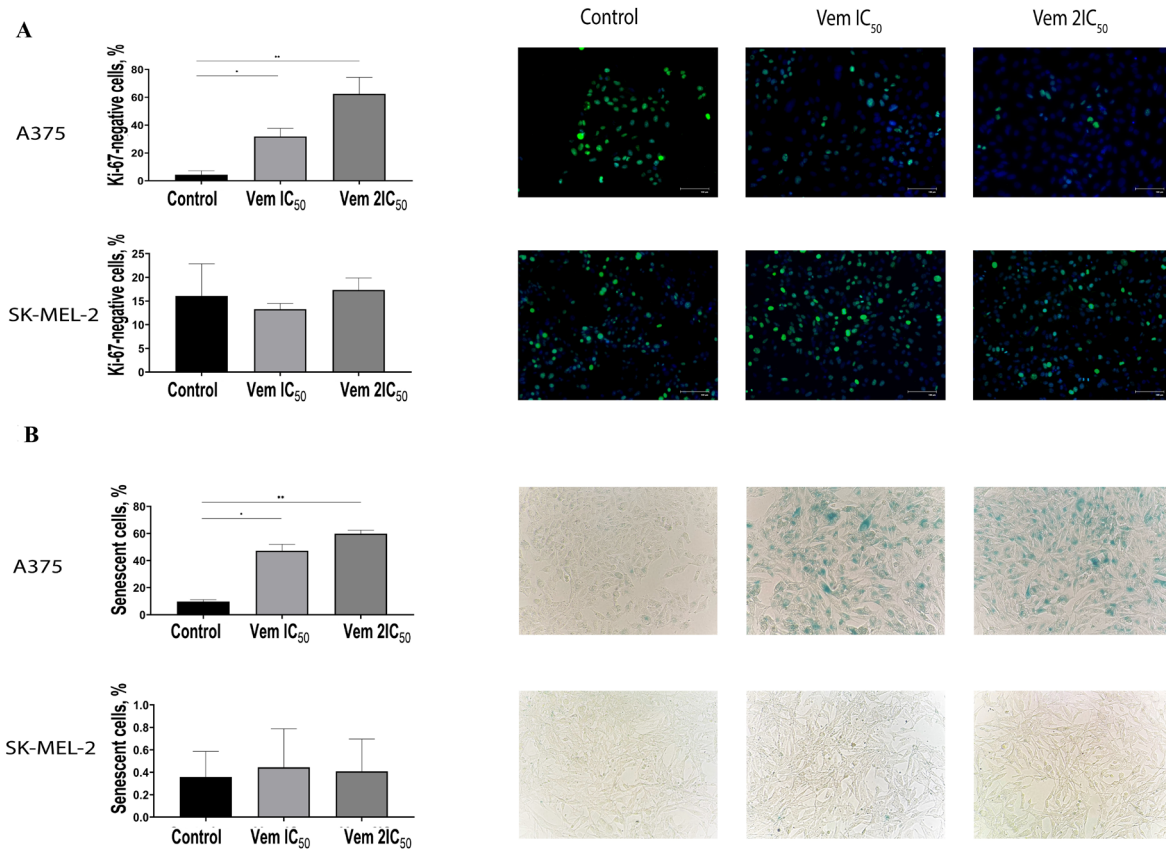 Control Vem IC50 Vem 2IC50
A
A375
Ki-67-negative cells, %
80
60
40
20
0
** 
*
Control Vem IC50 Vem 2IC50
SK-MEL-2
Ki-67-negative cells, %
25
20
15
10
5
0
Control Vem IC50 Vem 2IC50
B
A375
Senescent cells, %
80
60
40
20
0
**
*
Control Vem IC50 Vem 2IC50
SK-MEL-2
Senescent cells, %
1.0
0.8
0.6
0.4
0.2
0.0
Control Vem IC50 Vem 2IC50